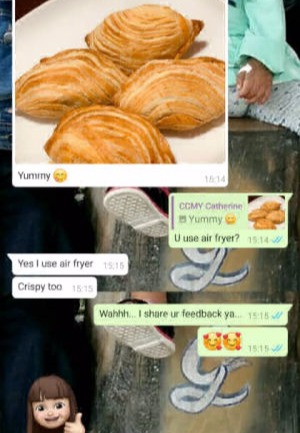 Yummy 😋 16:14
CCMY Catherine
Yummy 😋
U use air fryer? 15:14
Yes I use air fryer 15:15
Crispy too 15:15
Wahhh... I share ur feedback ya... 15:15
🥰🥰 15:15